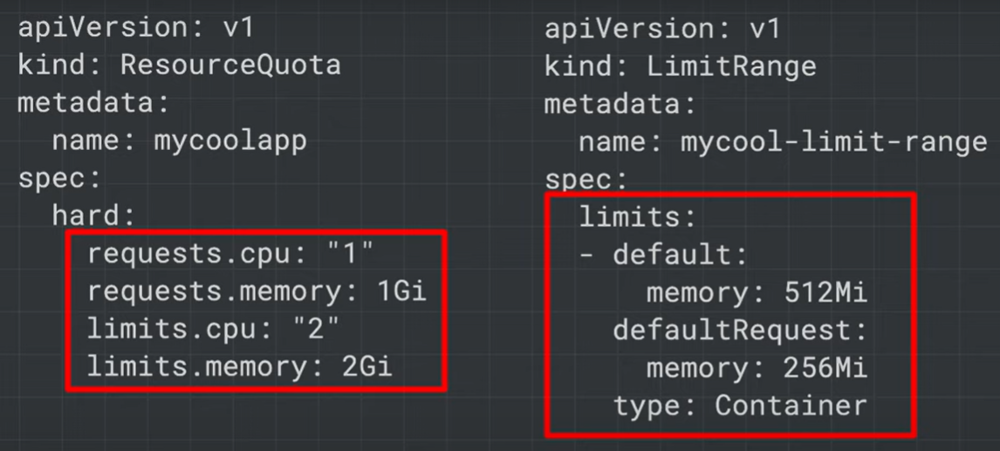 apiVersion: v1
kind: ResourceQuota
metadata:
  name: mycoolapp
spec:
  hard:
    requests.cpu: "1"
    requests.memory: 1Gi
    limits.cpu: "2"
    limits.memory: 2Gi
apiVersion: v1
kind: LimitRange
metadata:
  name: mycool-limit-range
spec:
  limits:
  - default:
      memory: 512Mi
    defaultRequest:
      memory: 256Mi
    type: Container